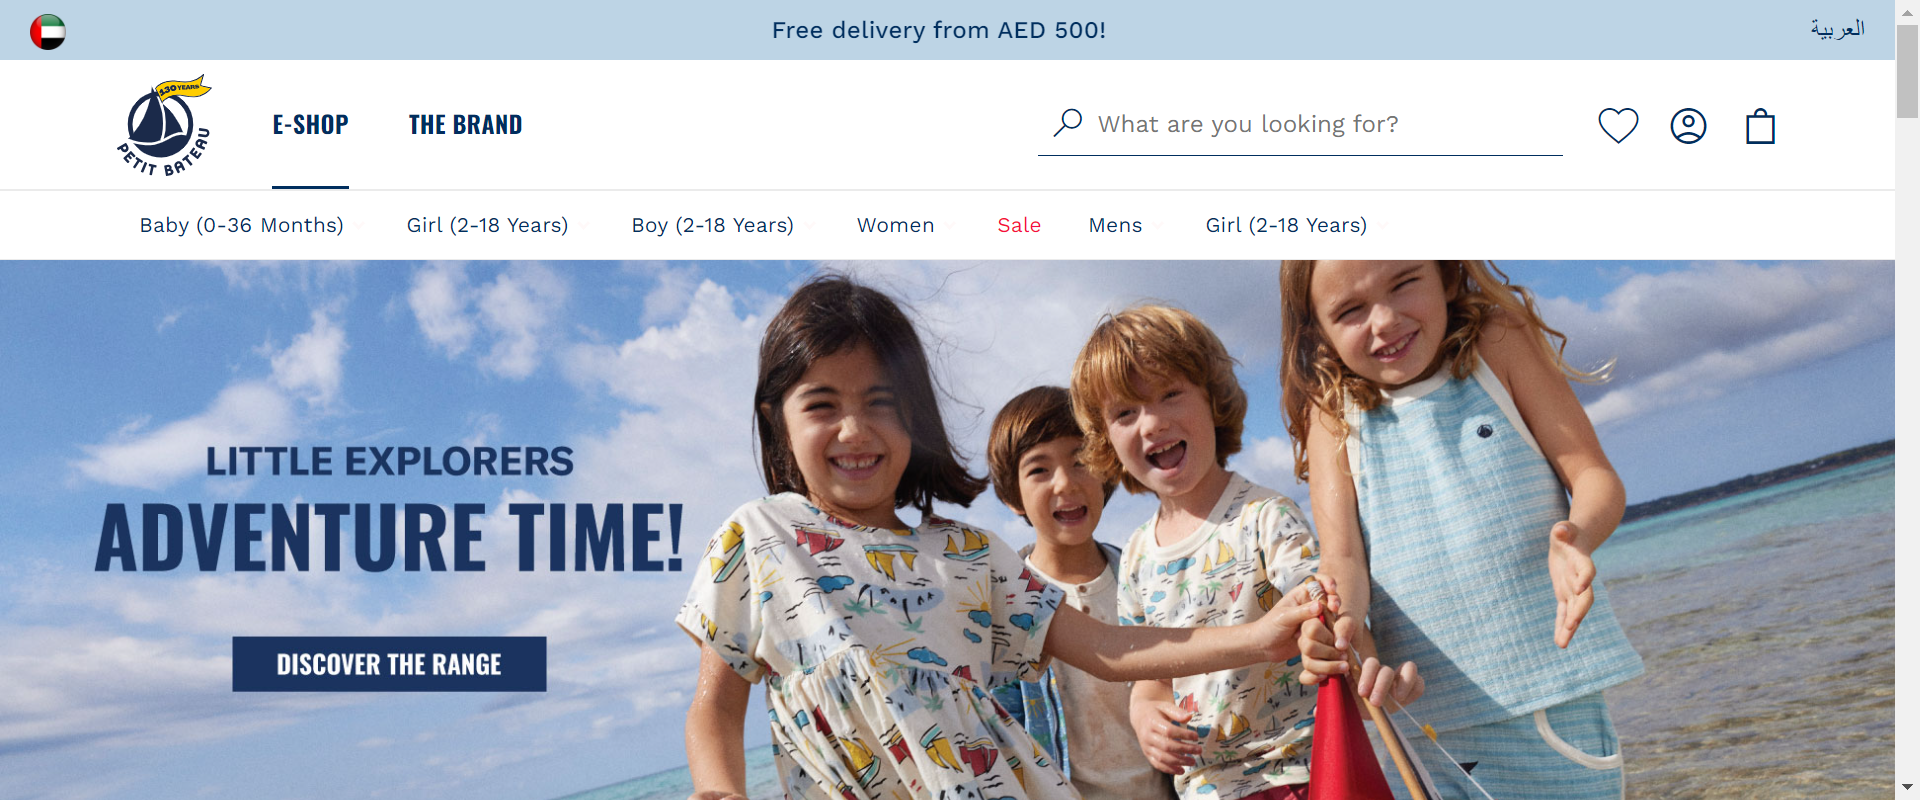 Free delivery from AED 500!
العربية
130 YEARS
PETIT BATEAU
E-SHOP
THE BRAND
What are you looking for?
Baby (0-36 Months)
Girl (2-18 Years)
Boy (2-18 Years)
Women
Sale
Mens
Girl (2-18 Years)
LITTLE EXPLORERS
ADVENTURE TIME!
DISCOVER THE RANGE